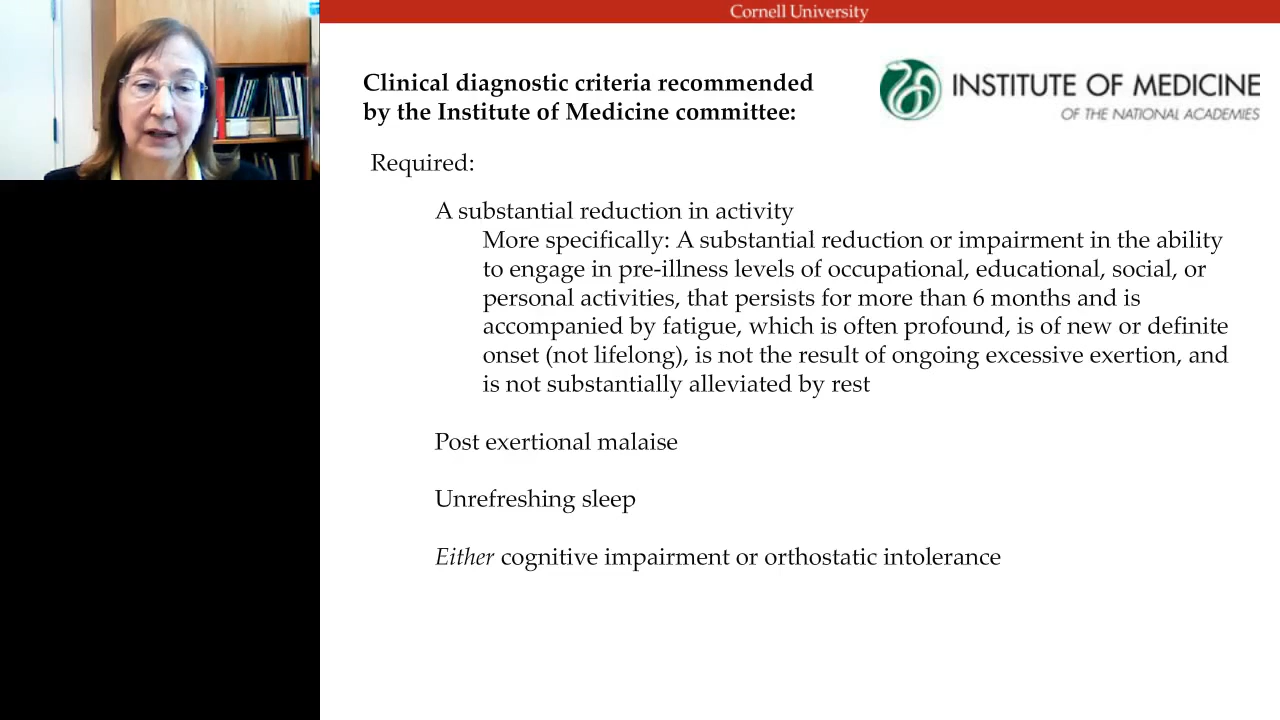 Cornell University
Clinical diagnostic criteria recommended
by the Institute of Medicine committee:
INSTITUTE OF MEDICINE
OF THE NATIONAL ACADEMIES
Required:
A substantial reduction in activity
More specifically: A substantial reduction or impairment in the ability
to engage in pre-illness levels of occupational, educational, social, or
personal activities, that persists for more than 6 months and is
accompanied by fatigue, which is often profound, is of new or definite
onset (not lifelong), is not the result of ongoing excessive exertion, and
is not substantially alleviated by rest
Post exertional malaise
Unrefreshing sleep
Either cognitive impairment or orthostatic intolerance